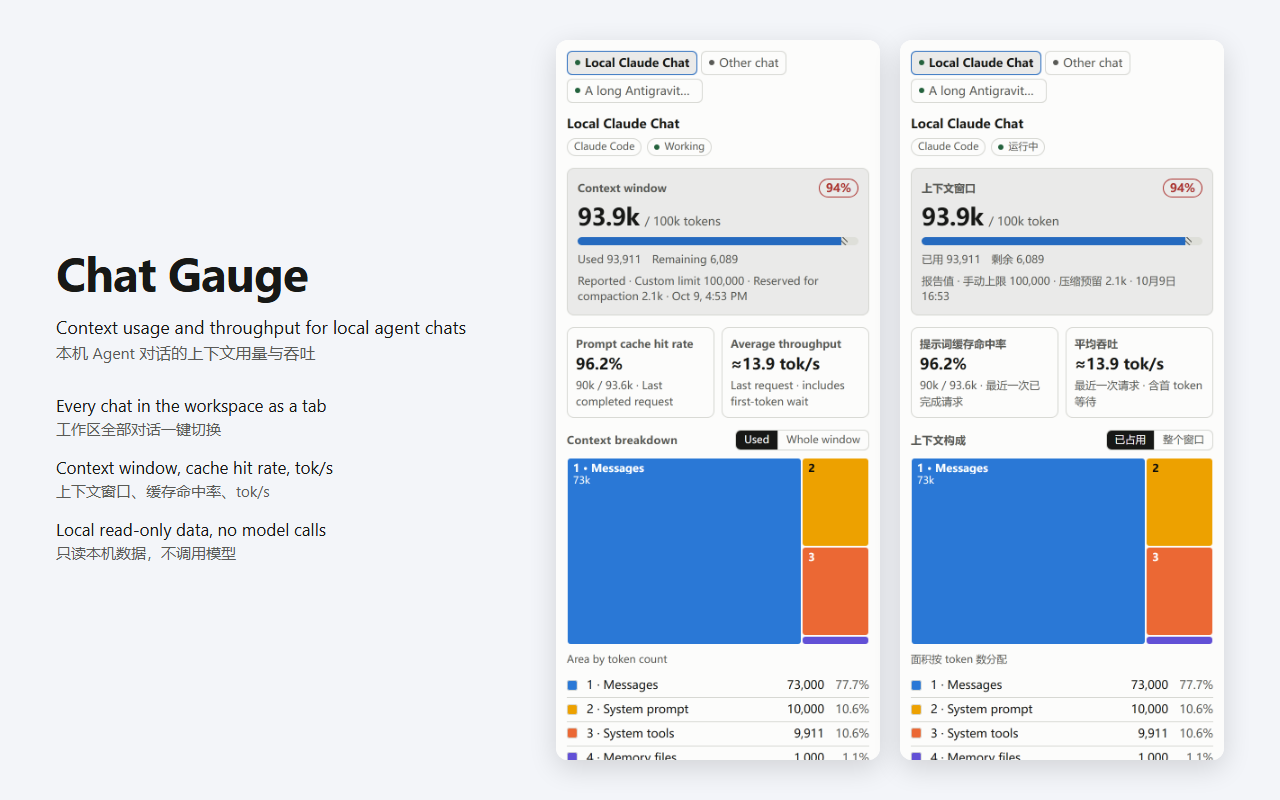 Chat Gauge
Context usage and throughput for local agent chats
本机 Agent 对话的上下文用量与吞吐
Every chat in the workspace as a tab
工作区全部对话一键切换
Context window, cache hit rate, tok/s
上下文窗口、缓存命中率、tok/s
Local read-only data, no model calls
只读本机数据，不调用模型
Local Claude Chat
Other chat
A long Antigravit...
Local Claude Chat
Claude Code
Working
Context window
94%
93.9k / 100k tokens
Used 93,911 Remaining 6,089
Reported · Custom limit 100,000 · Reserved for
compaction 2.1k · Oct 9, 4:53 PM
Prompt cache hit rate
96.2%
90k / 93.6k · Last
completed request
Average throughput
≈13.9 tok/s
Last request · includes
first-token wait
Context breakdown
Used
Whole window
1 • Messages
73k
2
3
Area by token count
1 · Messages 73,000 77.7%
2 · System prompt 10,000 10.6%
3 · System tools 9,911 10.6%
4 · Memory files 1,000 1.1%
Local Claude Chat
Other chat
A long Antigravit...
Local Claude Chat
Claude Code
运行中
上下文窗口
94%
93.9k / 100k token
已用 93,911 剩余 6,089
报告值 · 手动上限 100,000 · 压缩预留 2.1k · 10月9日
16:53
提示词缓存命中率
96.2%
90k / 93.6k · 最近一次已
完成请求
平均吞吐
≈13.9 tok/s
最近一次请求 · 含首 token
等待
上下文构成
已占用
整个窗口
1 • Messages
73k
2
3
面积按 token 数分配
1 · Messages 73,000 77.7%
2 · System prompt 10,000 10.6%
3 · System tools 9,911 10.6%
4 · Memory files 1,000 1.1%